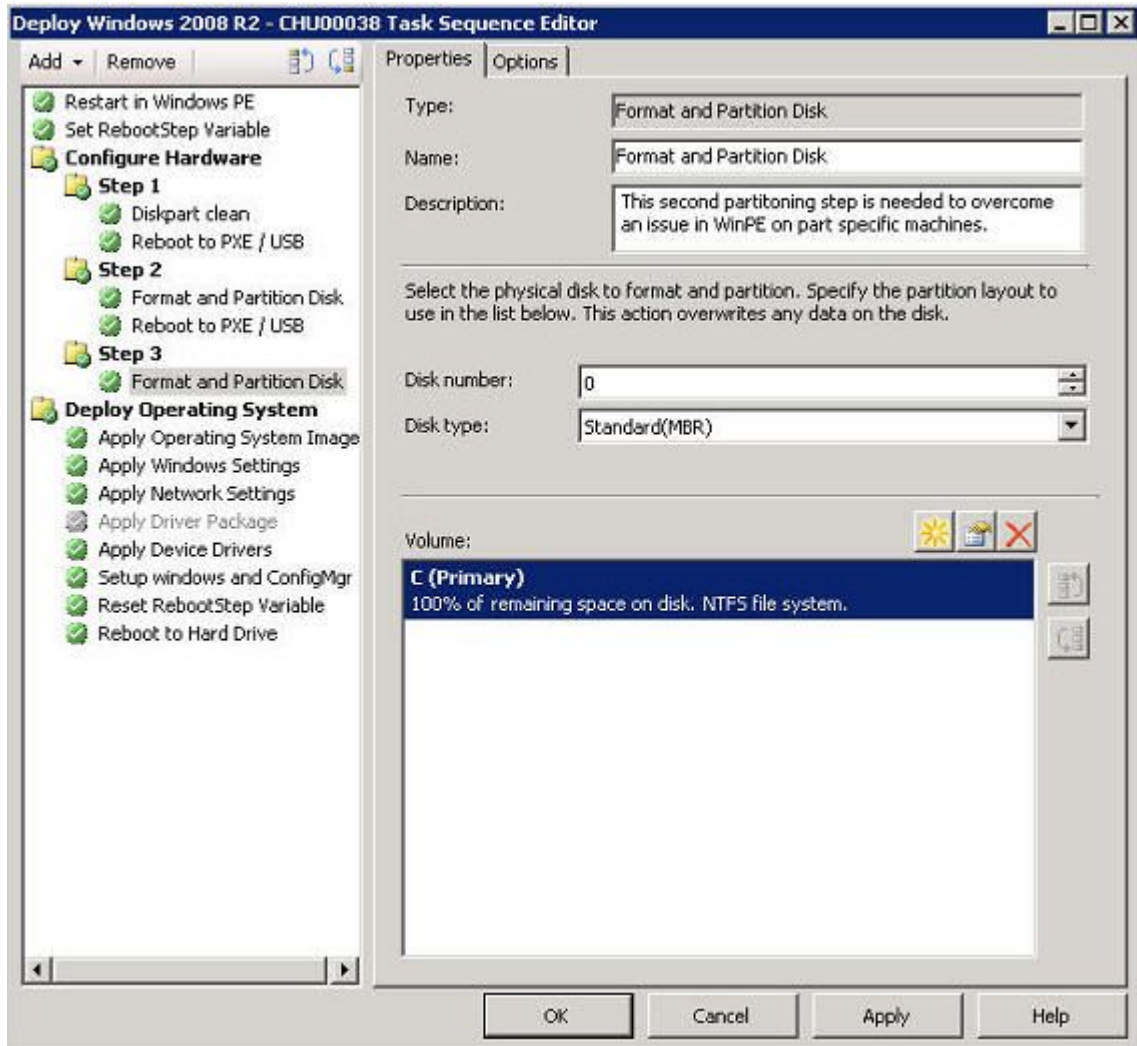 Deploy Windows 2008 R2 - CHU00038 Task Sequence Editor
Add Remove
Properties Options
Restart in Windows PE
Set RebootStep Variable
Configure Hardware
Step 1
Diskpart clean
Reboot to PXE / USB
Step 2
Format and Partition Disk
Reboot to PXE / USB
Step 3
Format and Partition Disk
Deploy Operating System
Apply Operating System Image
Apply Windows Settings
Apply Network Settings
Apply Driver Package
Apply Device Drivers
Setup windows and ConfigMgr
Reset RebootStep Variable
Reboot to Hard Drive
Type: Format and Partition Disk
Name: Format and Partition Disk
Description: This second partitoning step is needed to overcome
an issue in WinPE on part specific machines.
Select the physical disk to format and partition. Specify the partition layout to
use in the list below. This action overwrites any data on the disk.
Disk number: 0
Disk type: Standard(MBR)
Volume:
C (Primary)
100% of remaining space on disk. NTFS file system.
OK Cancel Apply Help